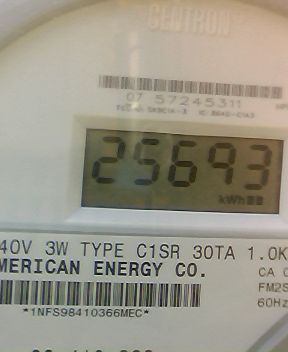 CENTRON
07 57245311
25693
kWh
40V 3W TYPE C1SR 30TA 1.0K
MERICAN ENERGY CO.
CA 0
FM2S
60Hz
*1NFS98410366MEC*